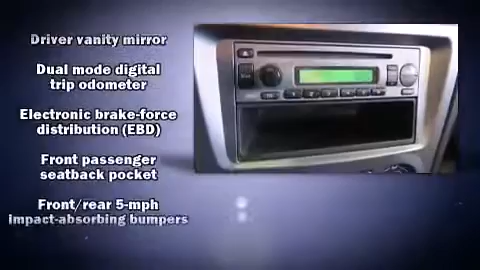 Driver vanity mirror
Dual mode digital
trip odometer
Electronic brake-force
distribution (EBD)
Front passenger
seatback pocket
Front/rear 5-mph
impact-absorbing bumpers